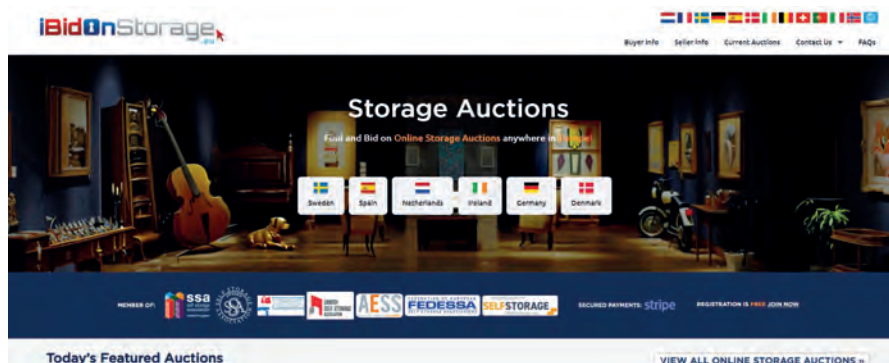 iBidOnStorage
.eu
Buyer Info Seller Info Current Auctions Contact Us FAQs
Storage Auctions
Find and Bid on Online Storage Auctions anywhere in Europe!
Sweden Spain Netherlands Ireland Germany Denmark
MEMBER OF: ssa AESS FEDESSA SELFSTORAGE SECURED PAYMENTS: stripe REGISTRATION IS FREE JOIN NOW
Today's Featured Auctions VIEW ALL ONLINE STORAGE AUCTIONS »